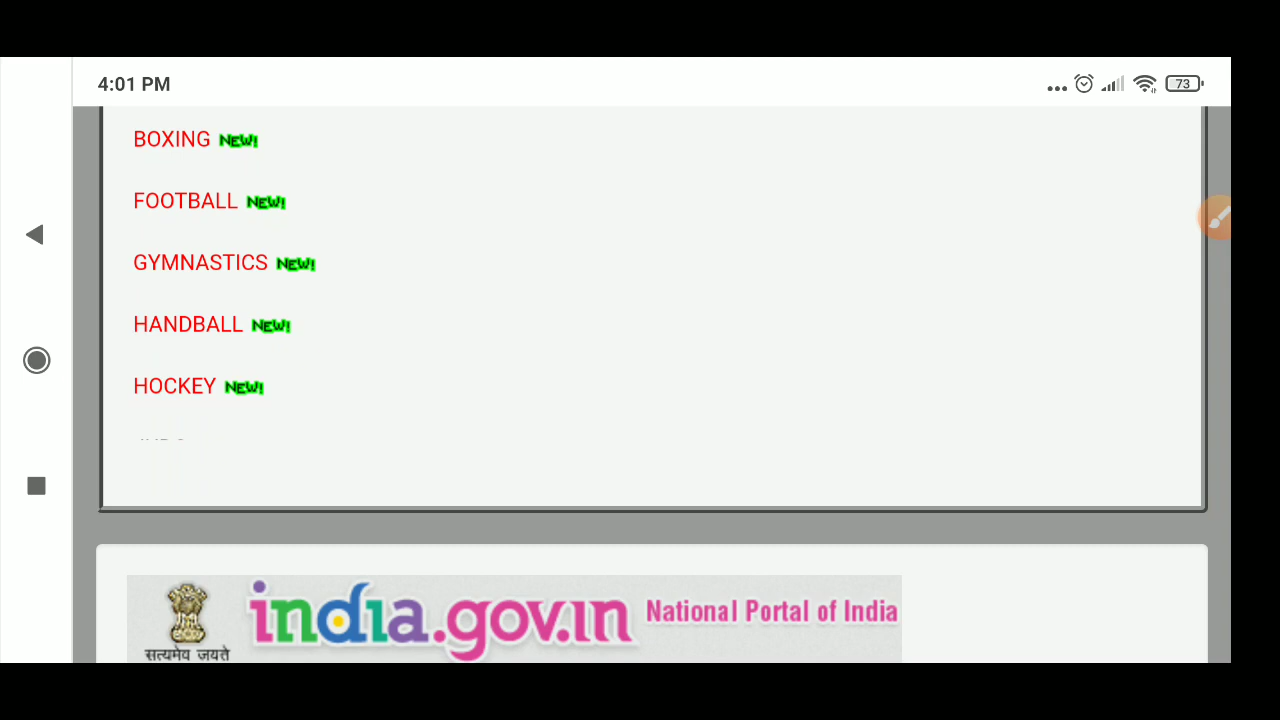 4:01 PM
73
BOXING NEW!
FOOTBALL NEW!
GYMNASTICS NEW!
HANDBALL NEW!
HOCKEY NEW!
india.gov.in National Portal of India
सत्यमेव जयते